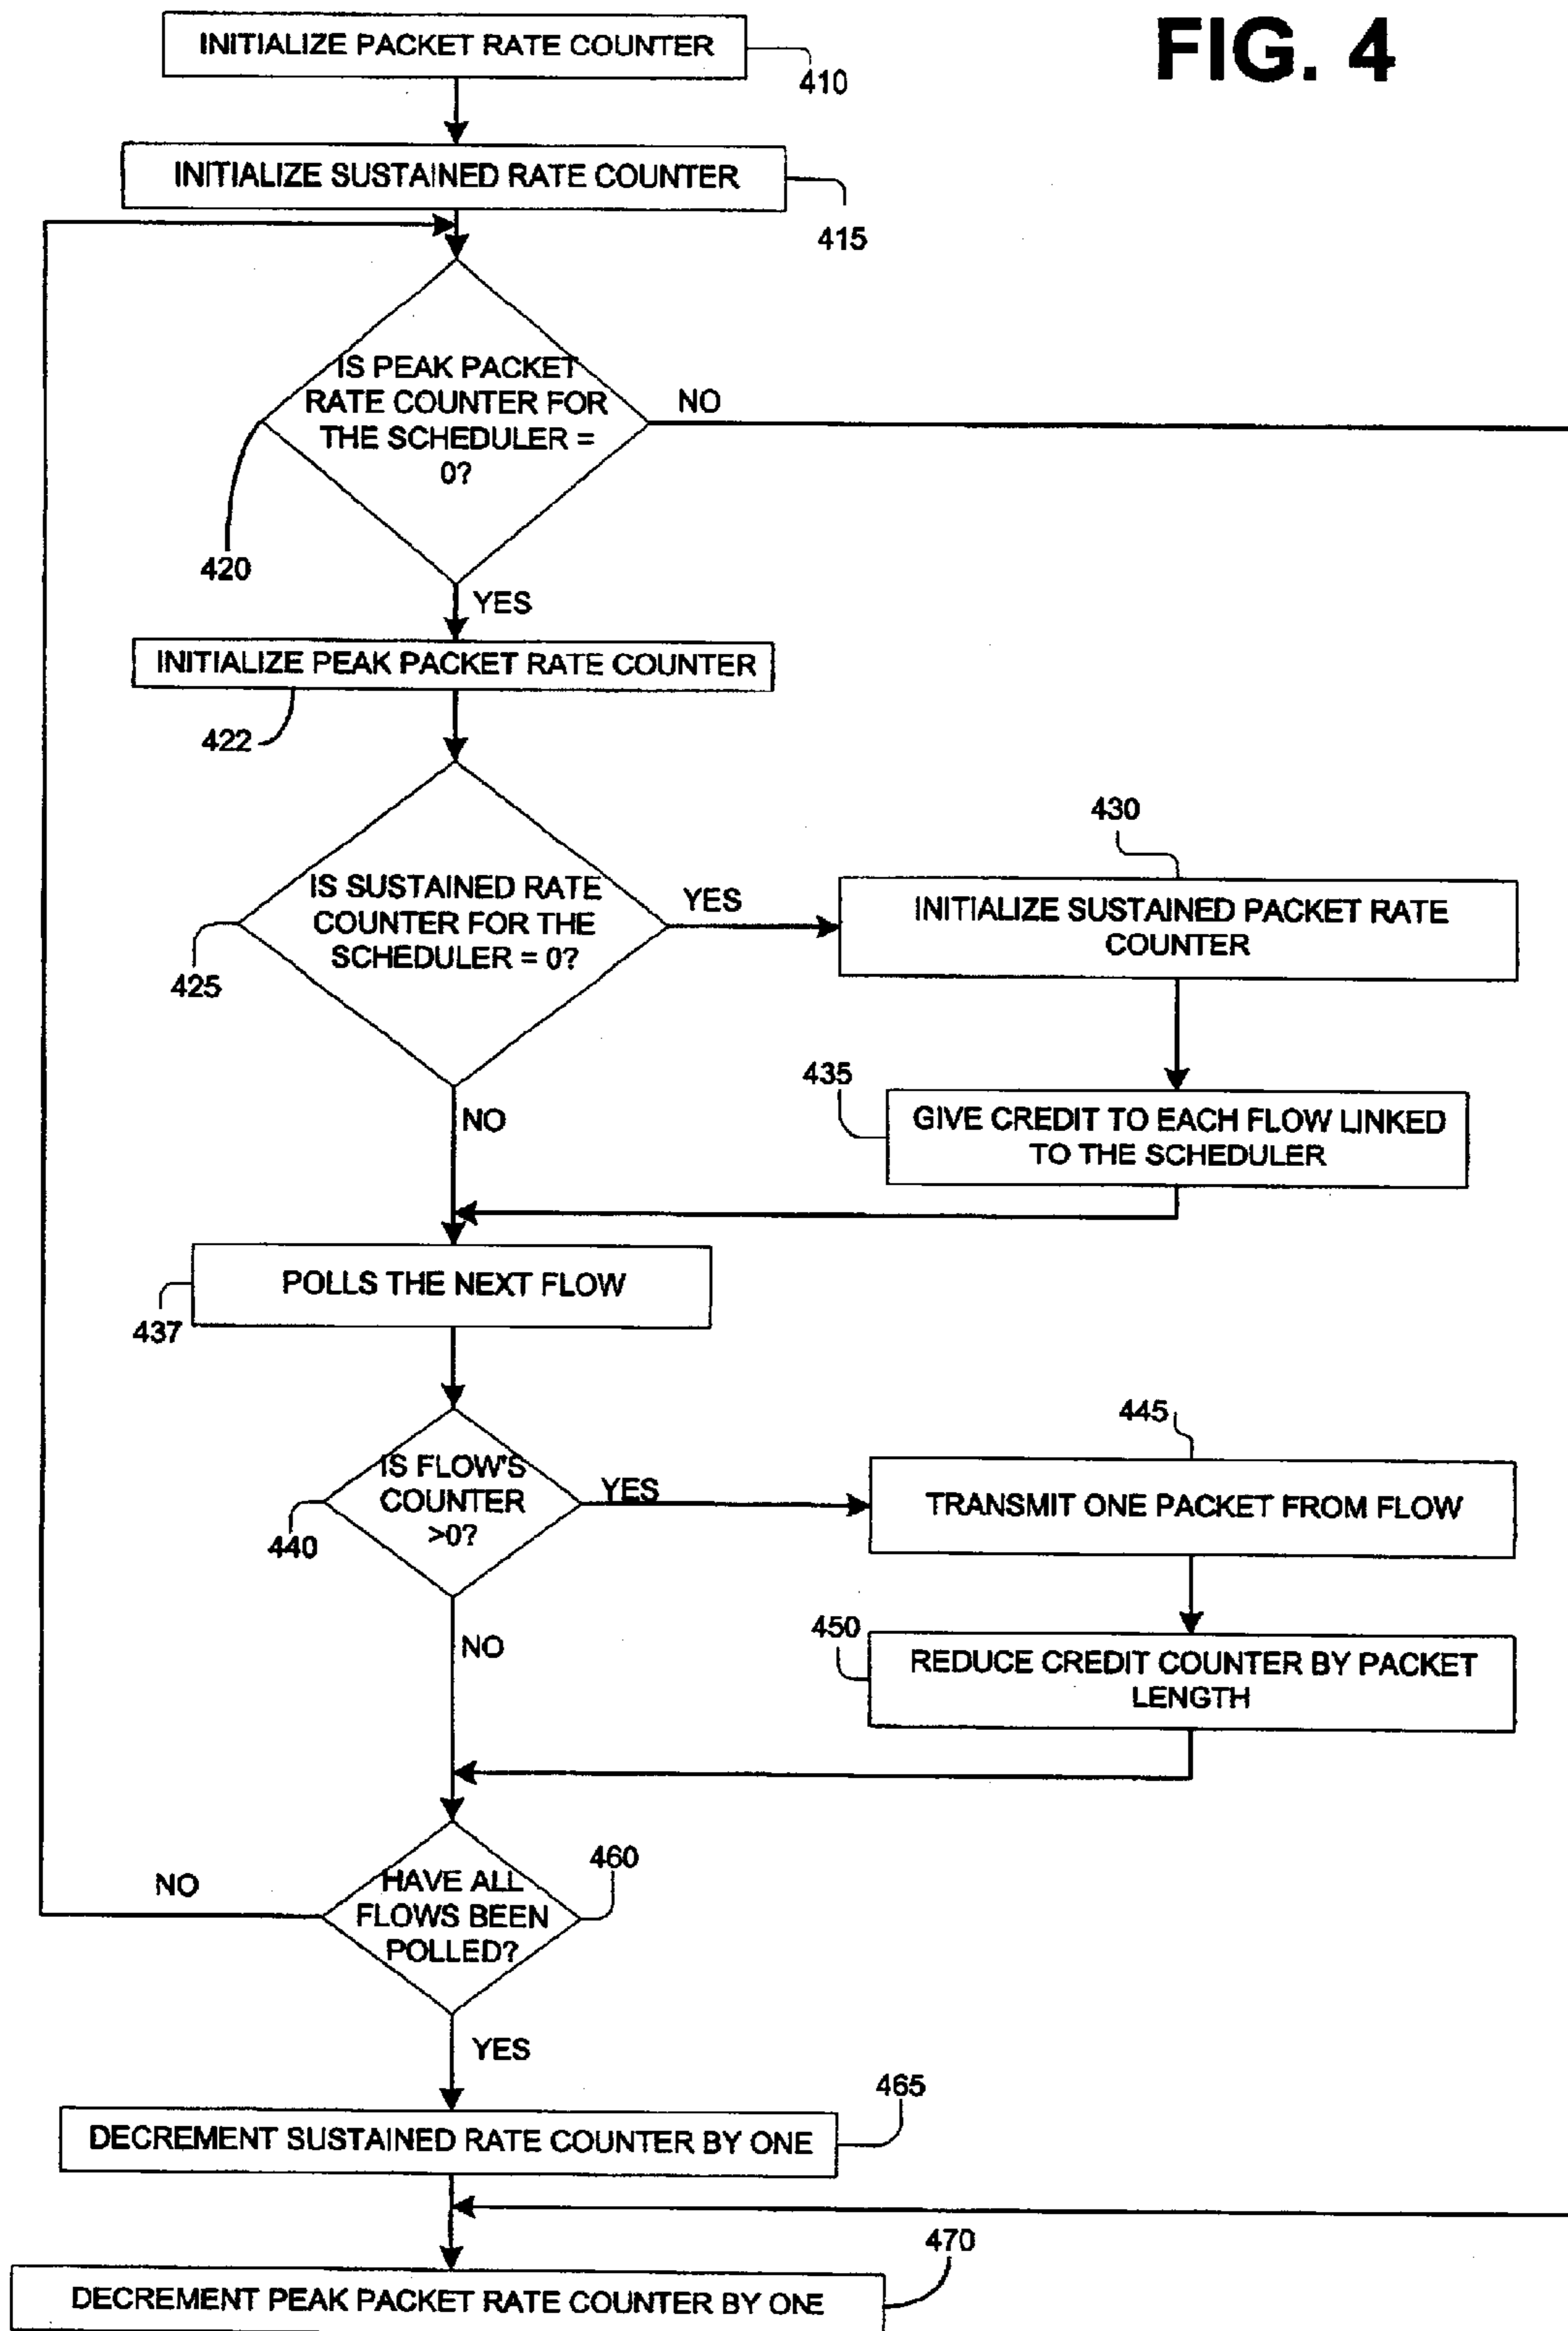 FIG. 4
INITIALIZE PACKET RATE COUNTER
410
INITIALIZE SUSTAINED RATE COUNTER
415
IS PEAK PACKET
RATE COUNTER FOR
THE SCHEDULER =
0?
NO
420
YES
INITIALIZE PEAK PACKET RATE COUNTER
422
430
IS SUSTAINED RATE
COUNTER FOR THE
SCHEDULER = 0?
YES
INITIALIZE SUSTAINED PACKET RATE
COUNTER
425
435
NO
GIVE CREDIT TO EACH FLOW LINKED
TO THE SCHEDULER
POLLS THE NEXT FLOW
437
445
IS FLOW'S
COUNTER
>0?
YES
TRANSMIT ONE PACKET FROM FLOW
440
450
NO
REDUCE CREDIT COUNTER BY PACKET
LENGTH
460
NO
HAVE ALL
FLOWS BEEN
POLLED?
YES
465
DECREMENT SUSTAINED RATE COUNTER BY ONE
470
DECREMENT PEAK PACKET RATE COUNTER BY ONE